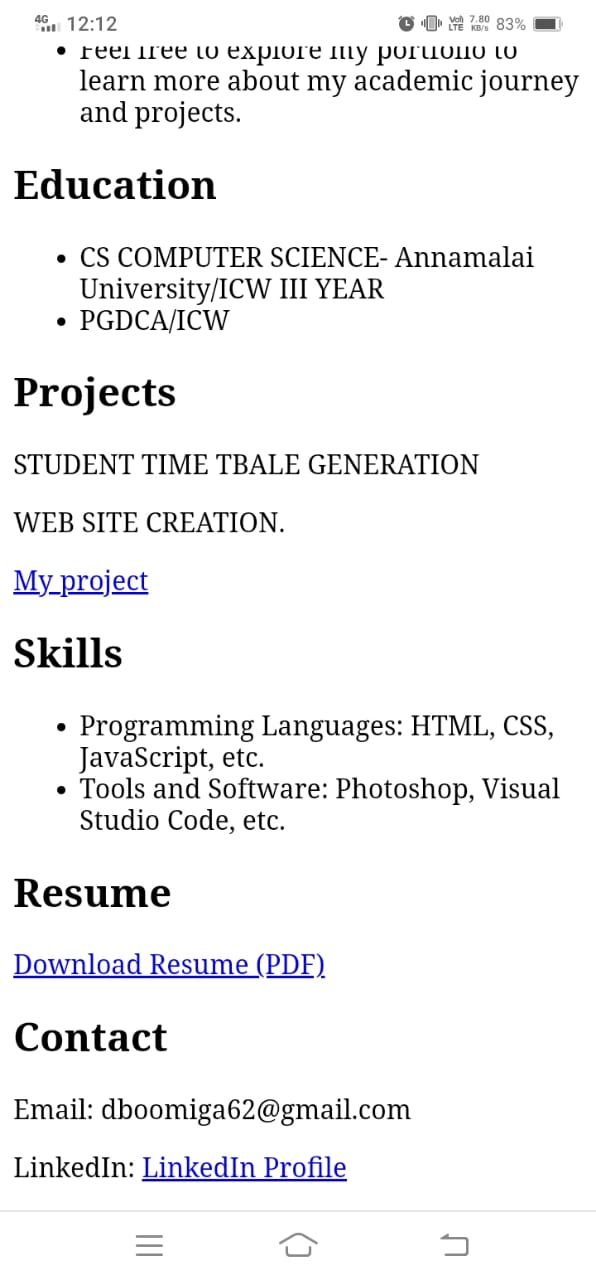 4G 12:12 Vo) LTE 7.80 KB/s 83%
• Feel free to explore my portfolio to
learn more about my academic journey
and projects.
Education
• CS COMPUTER SCIENCE- Annamalai
University/ICW III YEAR
• PGDCA/ICW
Projects
STUDENT TIME TBALE GENERATION
WEB SITE CREATION.
My project
Skills
• Programming Languages: HTML, CSS,
JavaScript, etc.
• Tools and Software: Photoshop, Visual
Studio Code, etc.
Resume
Download Resume (PDF)
Contact
Email: dboomiga62@gmail.com
LinkedIn: LinkedIn Profile